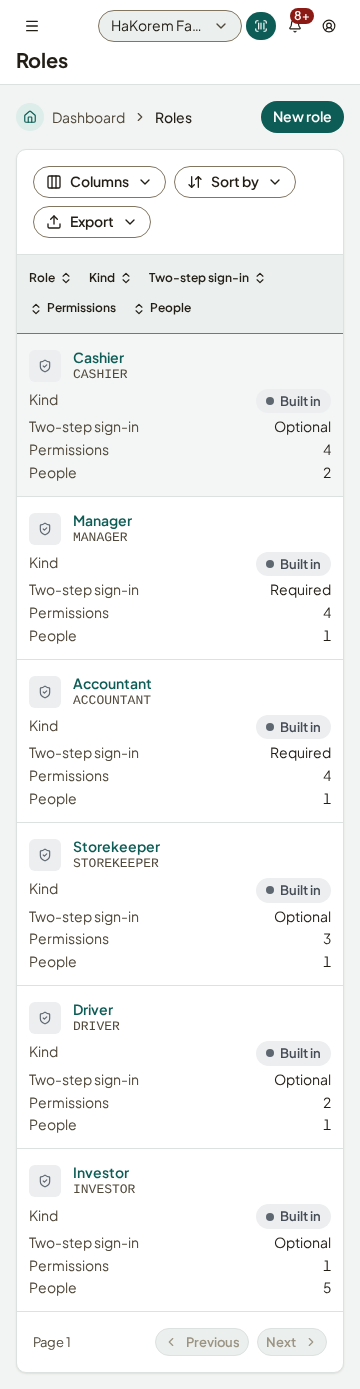 HaKorem Fa...
8+
Roles
Dashboard > Roles
New role
Columns
Sort by
Export
Role Kind Two-step sign-in
Permissions People
Cashier
CASHIER
Kind Built in
Two-step sign-in Optional
Permissions 4
People 2
Manager
MANAGER
Kind Built in
Two-step sign-in Required
Permissions 4
People 1
Accountant
ACCOUNTANT
Kind Built in
Two-step sign-in Required
Permissions 4
People 1
Storekeeper
STOREKEEPER
Kind Built in
Two-step sign-in Optional
Permissions 3
People 1
Driver
DRIVER
Kind Built in
Two-step sign-in Optional
Permissions 2
People 1
Investor
INVESTOR
Kind Built in
Two-step sign-in Optional
Permissions 1
People 5
Page 1 Previous Next